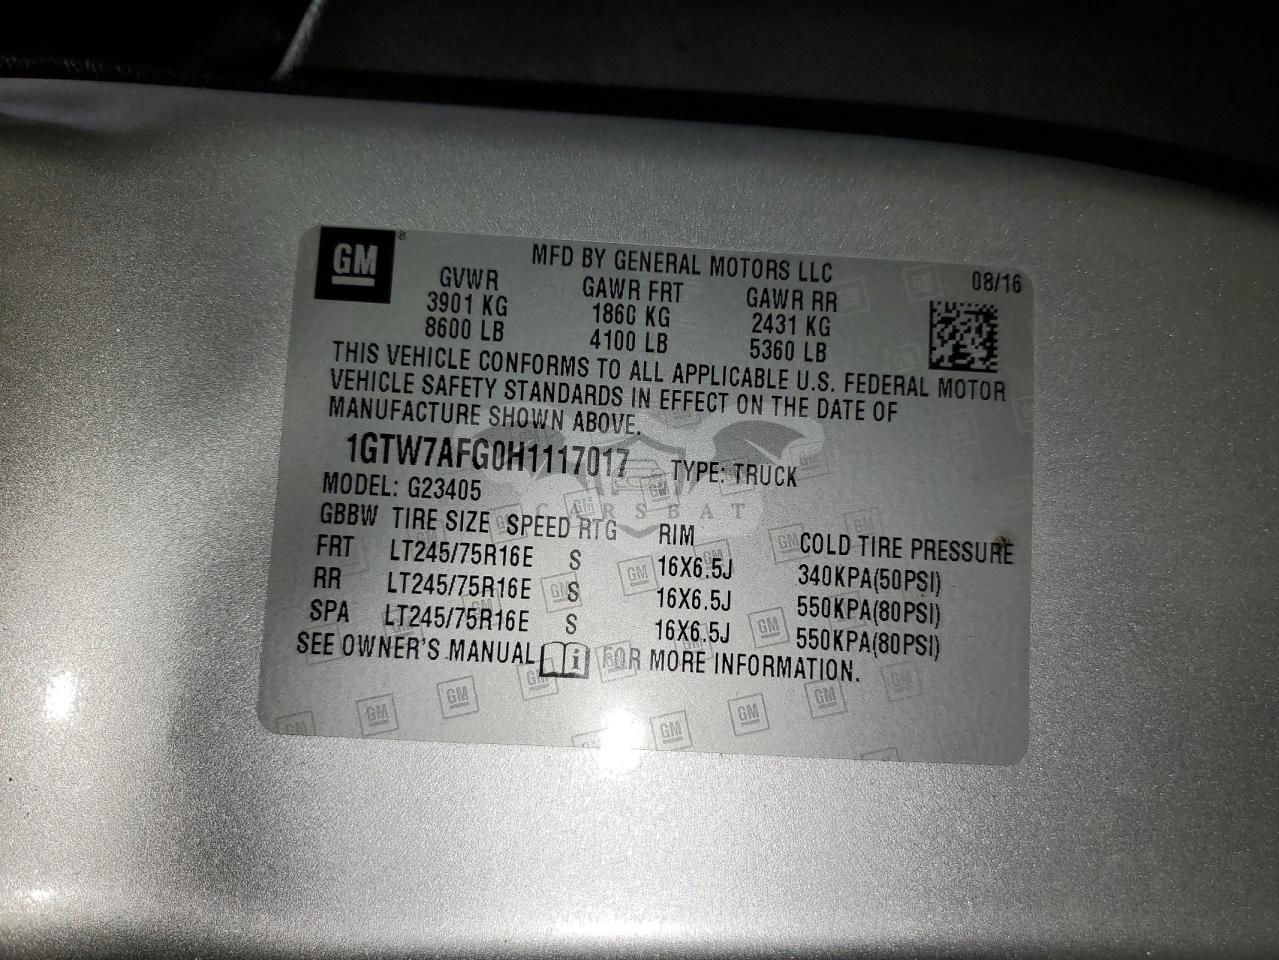 GM ®
MFD BY GENERAL MOTORS LLC 08/16
GVWR GAWR FRT GAWR RR
3901 KG 1860 KG 2431 KG
8600 LB 4100 LB 5360 LB
THIS VEHICLE CONFORMS TO ALL APPLICABLE U.S. FEDERAL MOTOR
VEHICLE SAFETY STANDARDS IN EFFECT ON THE DATE OF
MANUFACTURE SHOWN ABOVE.
1GTW7AFG0H1117017 TYPE: TRUCK
MODEL: G23405
CARSEAT
GBBW TIRE SIZE SPEED RTG RIM COLD TIRE PRESSURE
FRT LT245/75R16E S 16X6.5J 340KPA(50PSI)
RR LT245/75R16E S 16X6.5J 550KPA(80PSI)
SPA LT245/75R16E S 16X6.5J 550KPA(80PSI)
SEE OWNER'S MANUAL i FOR MORE INFORMATION.